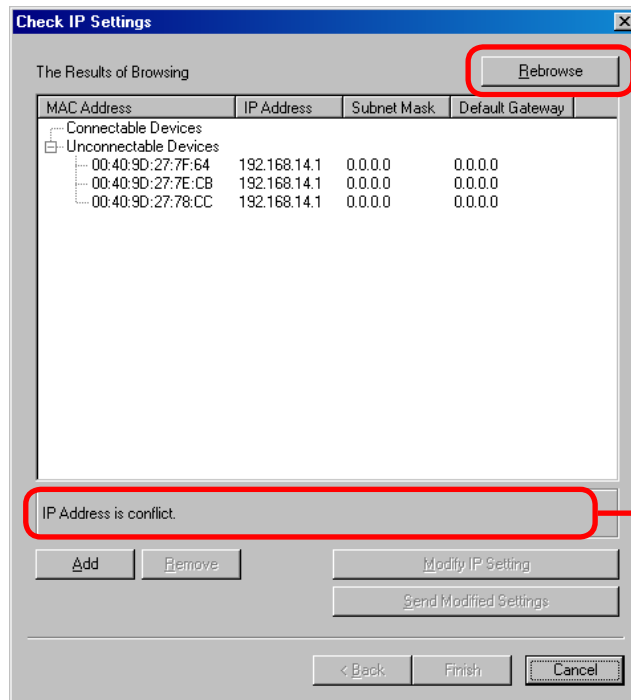 Check IP Settings
The Results of Browsing
Rebrowse
MAC Address IP Address Subnet Mask Default Gateway
Connectable Devices
Unconnectable Devices
00:40:9D:27:7F:64 192.168.14.1 0.0.0.0 0.0.0.0
00:40:9D:27:7E:CB 192.168.14.1 0.0.0.0 0.0.0.0
00:40:9D:27:78:CC 192.168.14.1 0.0.0.0 0.0.0.0
IP Address is conflict.
Add Remove Modify IP Setting
Send Modified Settings
< Back Finish Cancel